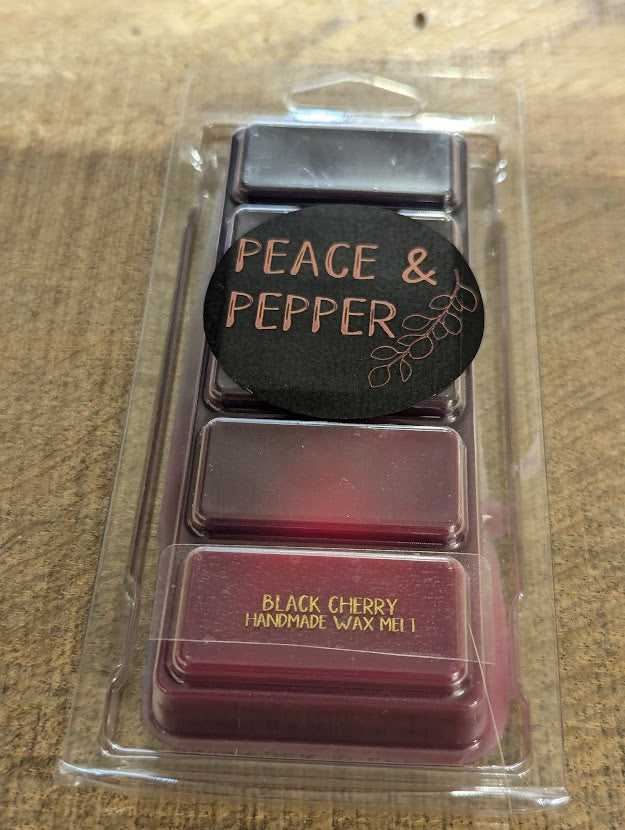 PEACE &
PEPPER
BLACK CHERRY
HANDMADE WAX MELT